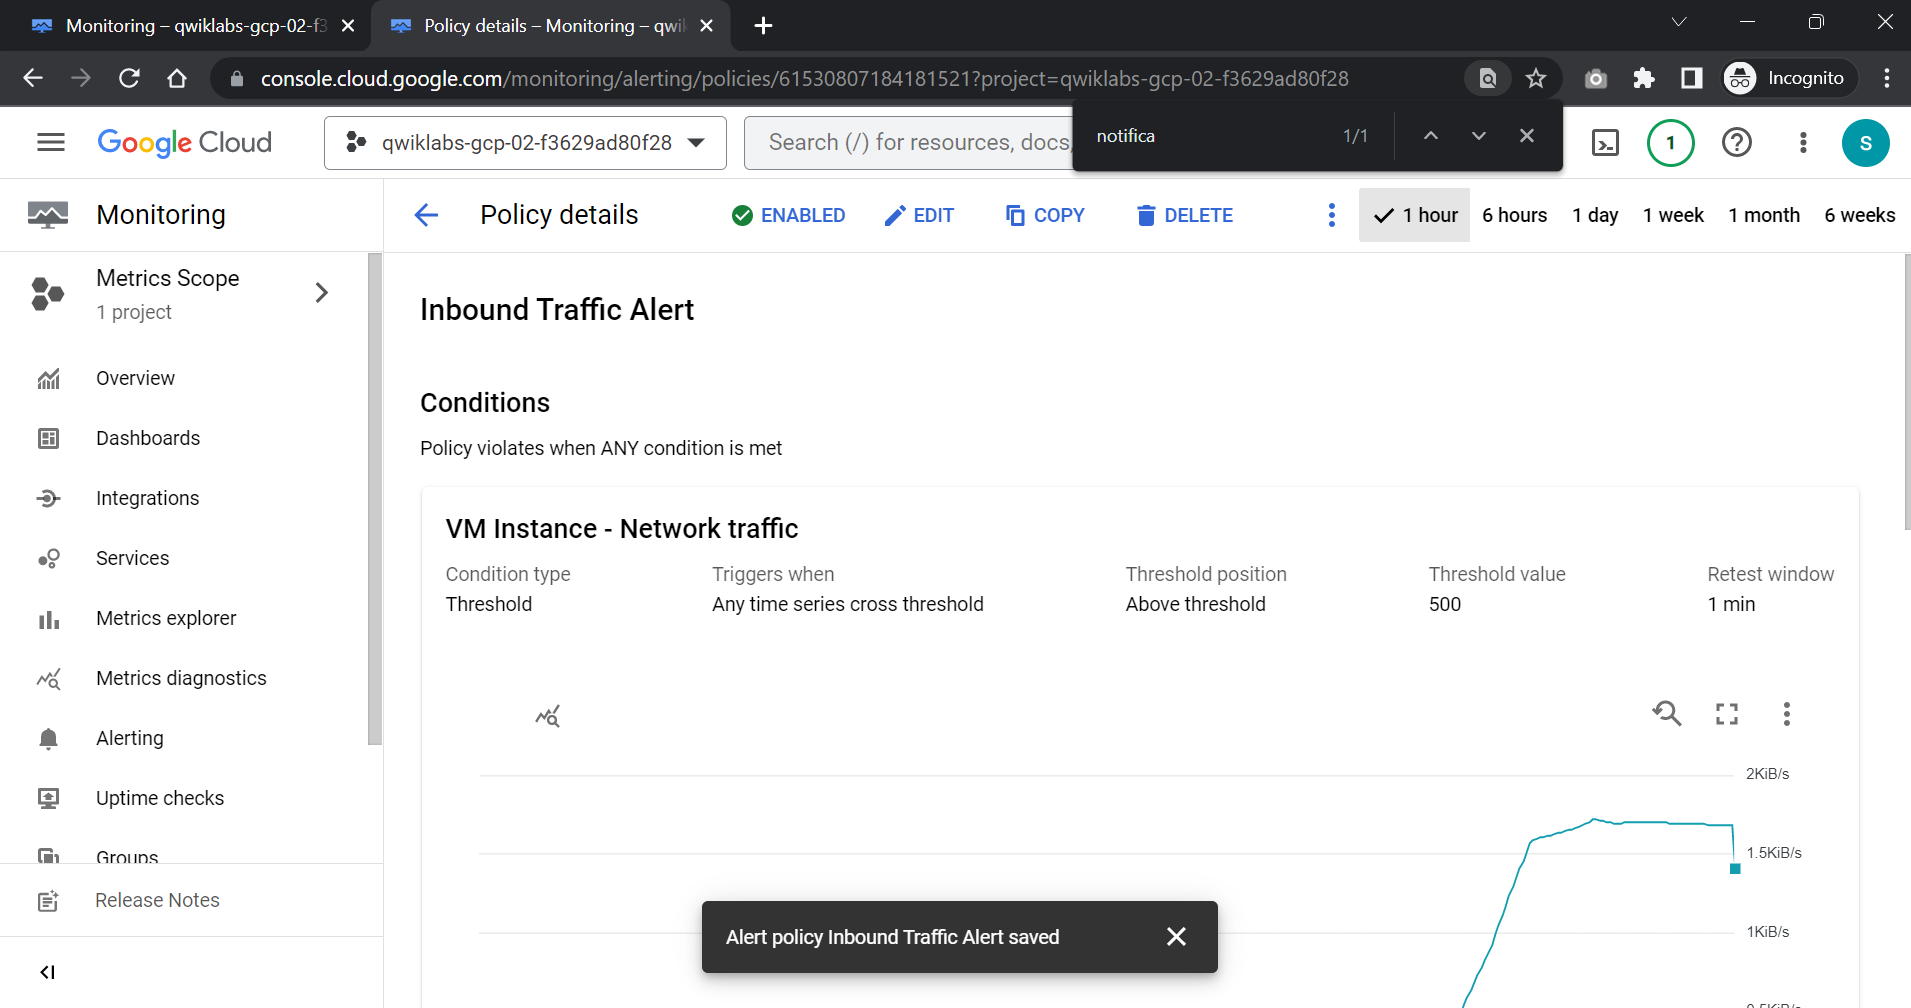 Monitoring – qwiklabs-gcp-02-f3
Policy details – Monitoring – qwi
console.cloud.google.com/monitoring/alerting/policies/6153080718418152​1?project=qwiklabs-gcp-02-f3629ad80f28
Incognito
Google Cloud
qwiklabs-gcp-02-f3629ad80f28
Search (/) for resources, docs,
notifica
1/1
1
S
Monitoring
Policy details
ENABLED
EDIT
COPY
DELETE
1 hour
6 hours
1 day
1 week
1 month
6 weeks
Metrics Scope
1 project
Overview
Dashboards
Integrations
Services
Metrics explorer
Metrics diagnostics
Alerting
Uptime checks
Groups
Release Notes
Inbound Traffic Alert
Conditions
Policy violates when ANY condition is met
VM Instance - Network traffic
Condition type
Threshold
Triggers when
Any time series cross threshold
Threshold position
Above threshold
Threshold value
500
Retest window
1 min
2KiB/s
1.5KiB/s
1KiB/s
0.5KiB/s
Alert policy Inbound Traffic Alert saved